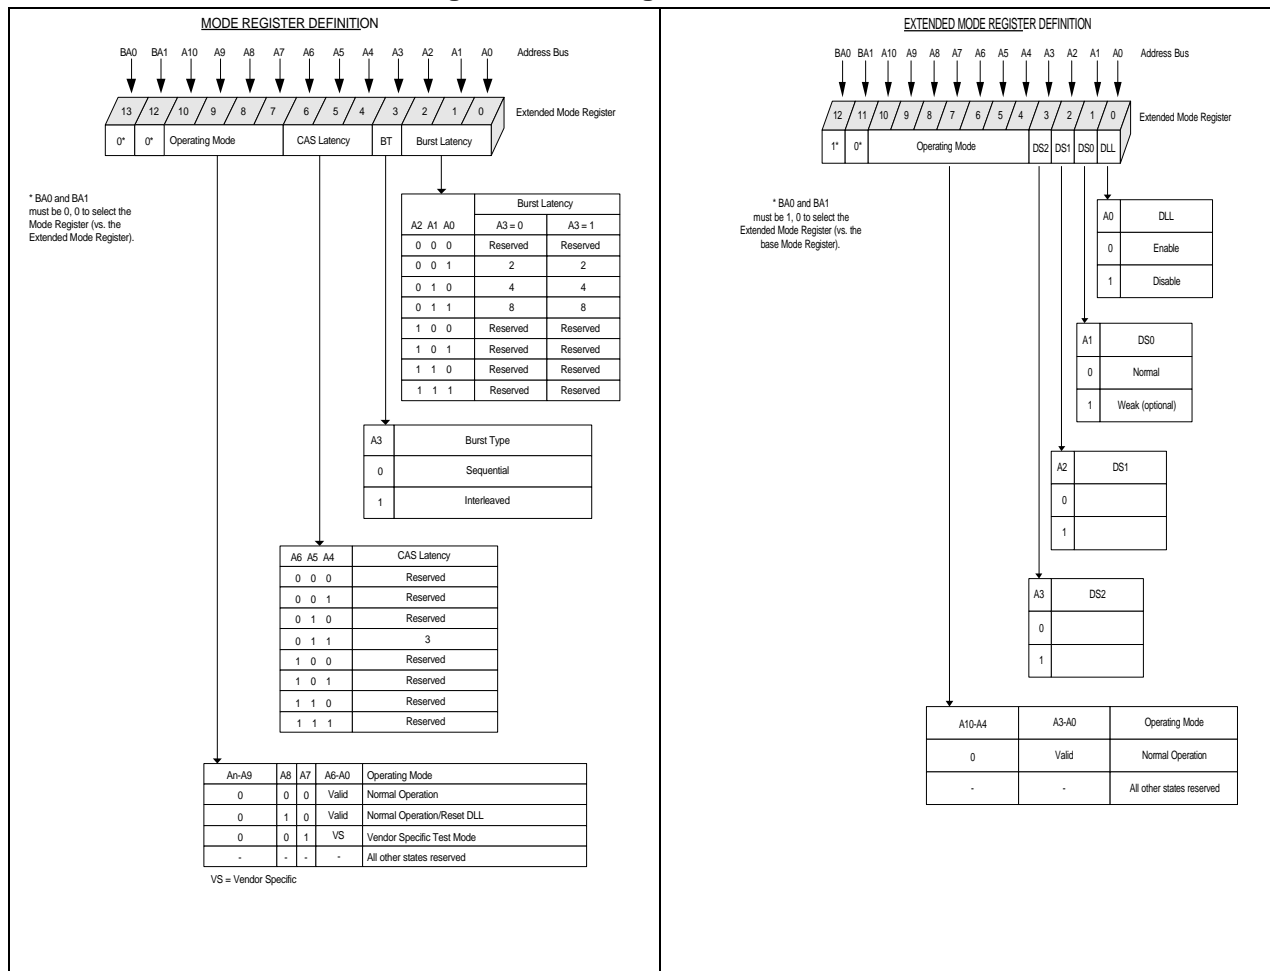 MODE REGISTER DEFINITION
BA0 BA1 A10 A9 A8 A7 A6 A5 A4 A3 A2 A1 A0 Address Bus
13 12 10 9 8 7 6 5 4 3 2 1 0 Extended Mode Register
0* 0* Operating Mode CAS Latency BT Burst Latency
* BA0 and BA1
must be 0, 0 to select the
Mode Register (vs. the
Extended Mode Register).
Burst Latency
A2 A1 A0 A3 = 0 A3 = 1
0 0 0 Reserved Reserved
0 0 1 2 2
0 1 0 4 4
0 1 1 8 8
1 0 0 Reserved Reserved
1 0 1 Reserved Reserved
1 1 0 Reserved Reserved
1 1 1 Reserved Reserved
A3 Burst Type
0 Sequential
1 Interleaved
A6 A5 A4 CAS Latency
0 0 0 Reserved
0 0 1 Reserved
0 1 0 Reserved
0 1 1 3
1 0 0 Reserved
1 0 1 Reserved
1 1 0 Reserved
1 1 1 Reserved
An-A9 A8 A7 A6-A0 Operating Mode
0 0 0 Valid Normal Operation
0 1 0 Valid Normal Operation/Reset DLL
0 0 1 VS Vendor Specific Test Mode
- - - - All other states reserved
VS = Vendor Specific
EXTENDED MODE REGISTER DEFINITION
BA0 BA1 A10 A9 A8 A7 A6 A5 A4 A3 A2 A1 A0 Address Bus
12 11 10 9 8 7 6 5 4 3 2 1 0 Extended Mode Register
1* 0* Operating Mode DS2 DS1 DS0 DLL
* BA0 and BA1
must be 1, 0 to select the
Extended Mode Register (vs. the
base Mode Register).
A0 DLL
0 Enable
1 Disable
A1 DS0
0 Normal
1 Weak (optional)
A2 DS1
0
1
A3 DS2
0
1
A10-A4 A3-A0 Operating Mode
0 Valid Normal Operation
- - All other states reserved